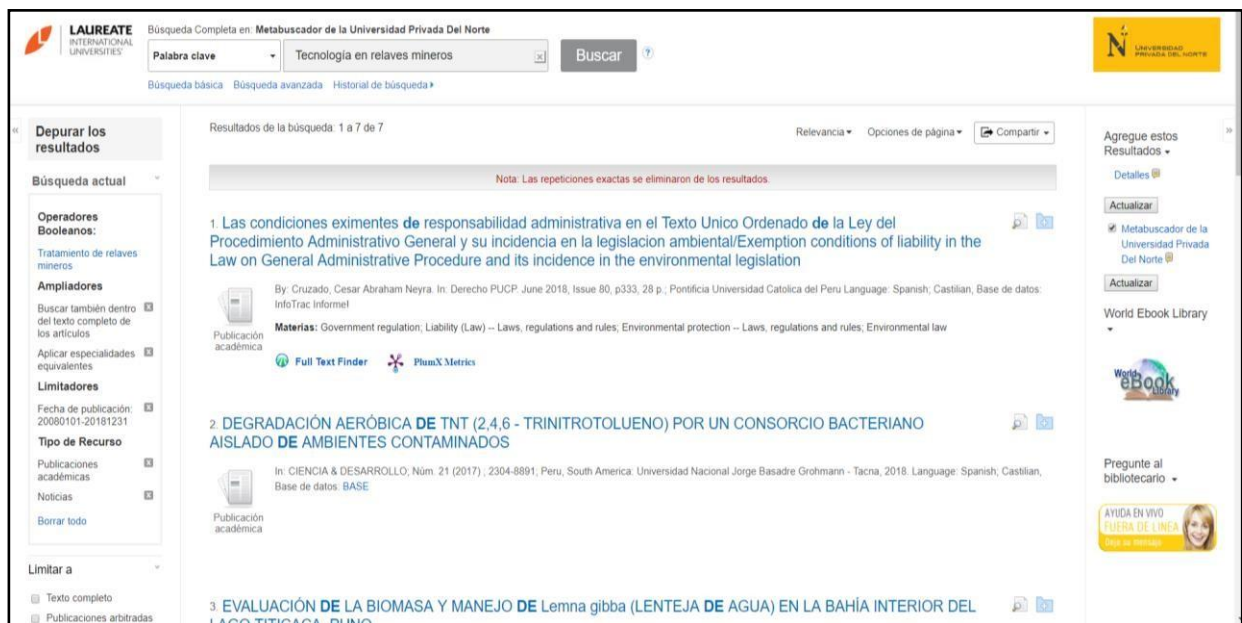 LAUREATE
INTERNATIONAL
UNIVERSITIES
Búsqueda Completa en: Metabuscador de la Universidad Privada Del Norte
Palabra clave
Tecnología en relaves mineros
Buscar
Búsqueda básica Búsqueda avanzada Historial de búsqueda
N UNIVERSIDAD
PRIVADA DEL NORTE
Depurar los
resultados
Búsqueda actual
Operadores
Booleanos:
Tratamiento de relaves
mineros
Ampliadores
Buscar también dentro
del texto completo de
los artículos
Aplicar especialidades
equivalentes
Limitadores
Fecha de publicación:
20080101-20181231
Tipo de Recurso
Publicaciones
académicas
Noticias
Borrar todo
Limitar a
Texto completo
Publicaciones arbitradas
Resultados de la búsqueda: 1 a 7 de 7
Relevancia Opciones de página Compartir
Nota: Las repeticiones exactas se eliminaron de los resultados.
1. Las condiciones eximentes de responsabilidad administrativa en el Texto Unico Ordenado de la Ley del
Procedimiento Administrativo General y su incidencia en la legislacion ambiental/Exemption conditions of liability in the
Law on General Administrative Procedure and its incidence in the environmental legislation
By: Cruzado, Cesar Abraham Neyra. In: Derecho PUCP. June 2018, Issue 80, p333, 28 p.; Pontificia Universidad Catolica del Peru Language: Spanish; Castilian, Base de datos:
InfoTrac Informe!
Materias: Government regulation; Liability (Law) -- Laws, regulations and rules; Environmental protection -- Laws, regulations and rules; Environmental law
Publicación
académica
Full Text Finder PlumX Metrics
2. DEGRADACIÓN AERÓBICA DE TNT (2,4,6 - TRINITROTOLUENO) POR UN CONSORCIO BACTERIANO
AISLADO DE AMBIENTES CONTAMINADOS
In: CIENCIA & DESARROLLO; Núm. 21 (2017) ; 2304-8891; Peru, South America: Universidad Nacional Jorge Basadre Grohmann - Tacna, 2018. Language: Spanish; Castilian,
Base de datos: BASE
Publicación
académica
3. EVALUACIÓN DE LA BIOMASA Y MANEJO DE Lemna gibba (LENTEJA DE AGUA) EN LA BAHÍA INTERIOR DEL
LAGO TITICACA, PUNO
Agregue estos
Resultados
Detalles
Actualizar
Metabuscador de la
Universidad Privada
Del Norte
Actualizar
World Ebook Library
World
eBook
Library
Pregunte al
bibliotecario
AYUDA EN VIVO
FUERA DE LINEA
Deje su mensaje